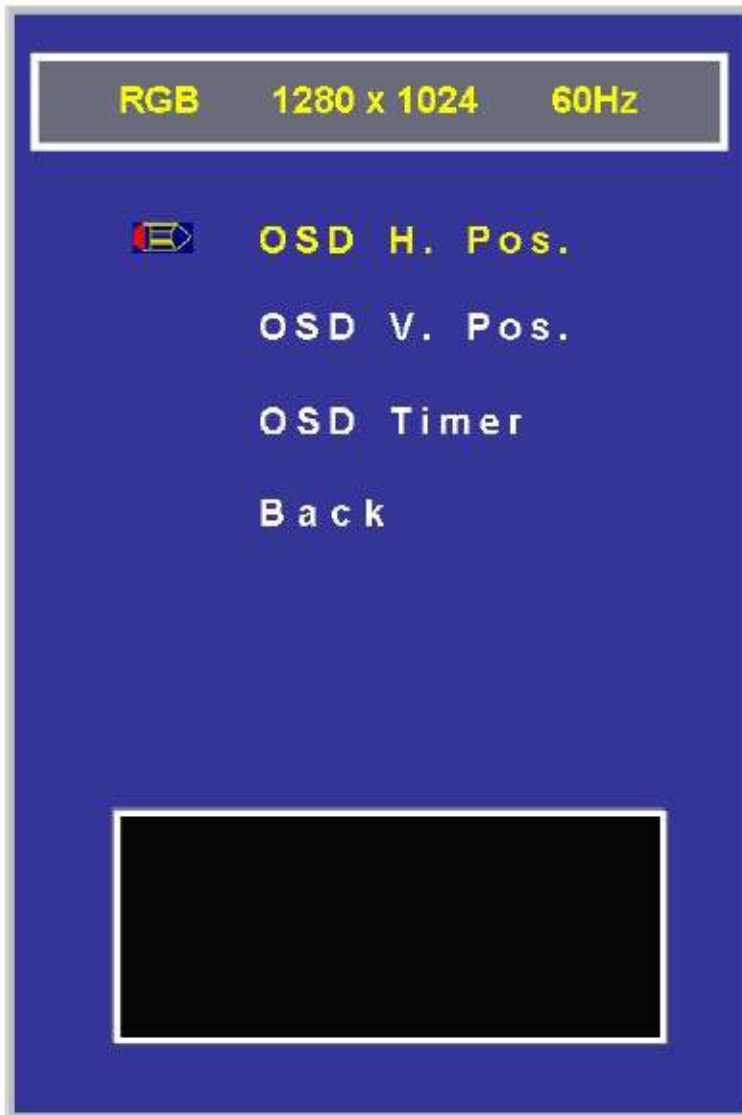 RGB 1280 x 1024 60Hz
OSD H. Pos.
OSD V. Pos.
OSD Timer
Back